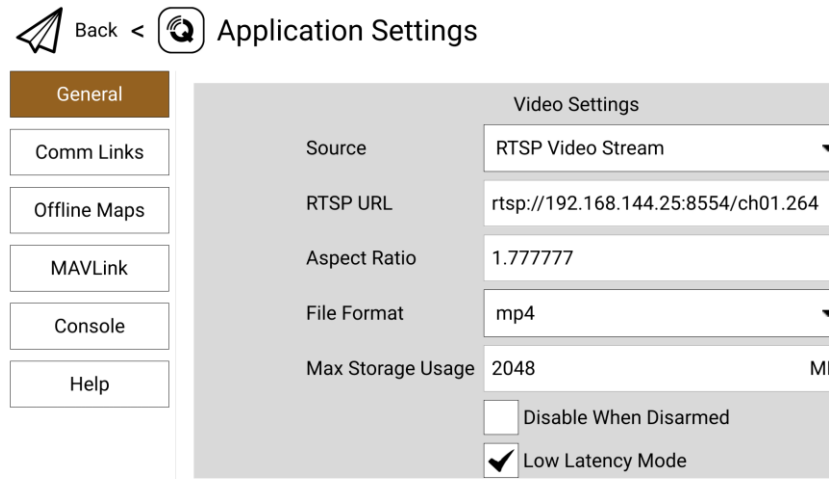 Back < Application Settings
General
Comm Links
Offline Maps
MAVLink
Console
Help
Video Settings
Source RTSP Video Stream
RTSP URL rtsp://192.168.144.25:8554/ch01.264
Aspect Ratio 1.777777
File Format mp4
Max Storage Usage 2048
Disable When Disarmed
Low Latency Mode